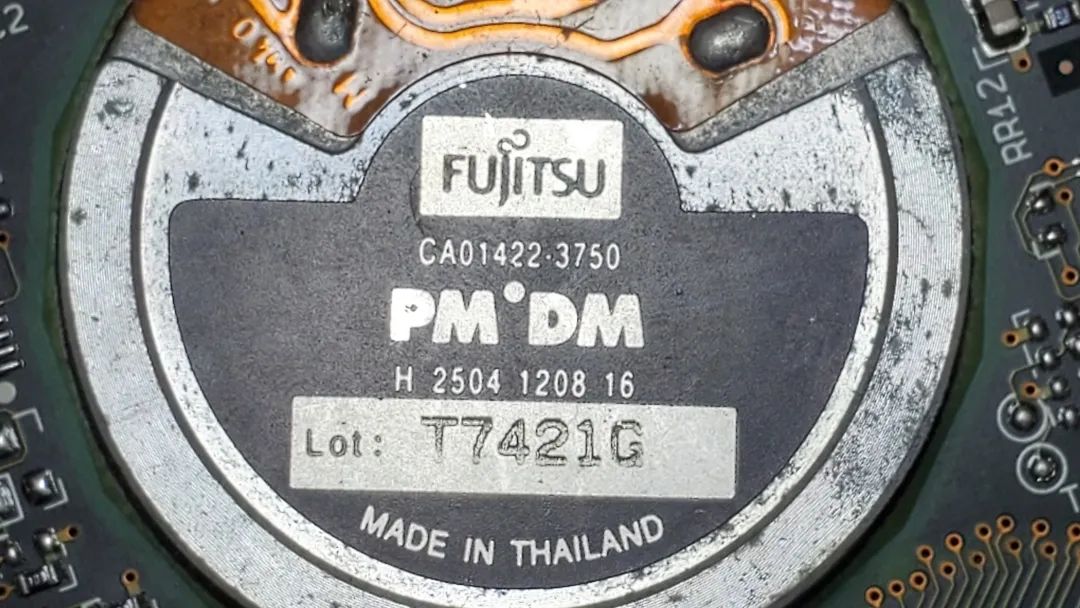 FUJITSU
CA01422-3750
PM DM
H 2504 1208 16
Lot: T7421G
MADE IN THAILAND
RR12